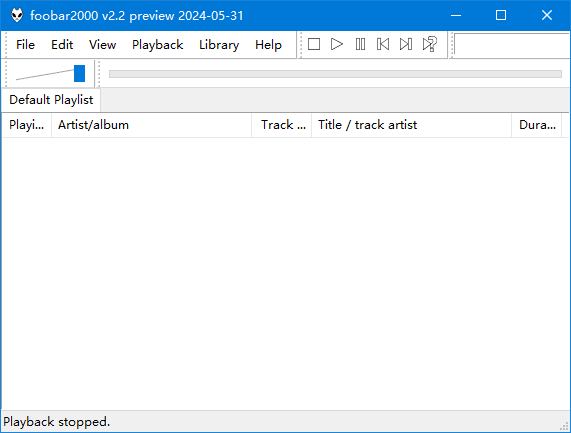 foobar2000 v2.2 preview 2024-05-31
File Edit View Playback Library Help
Default Playlist
Playi... Artist/album Track ... Title / track artist Dura...
Playback stopped.